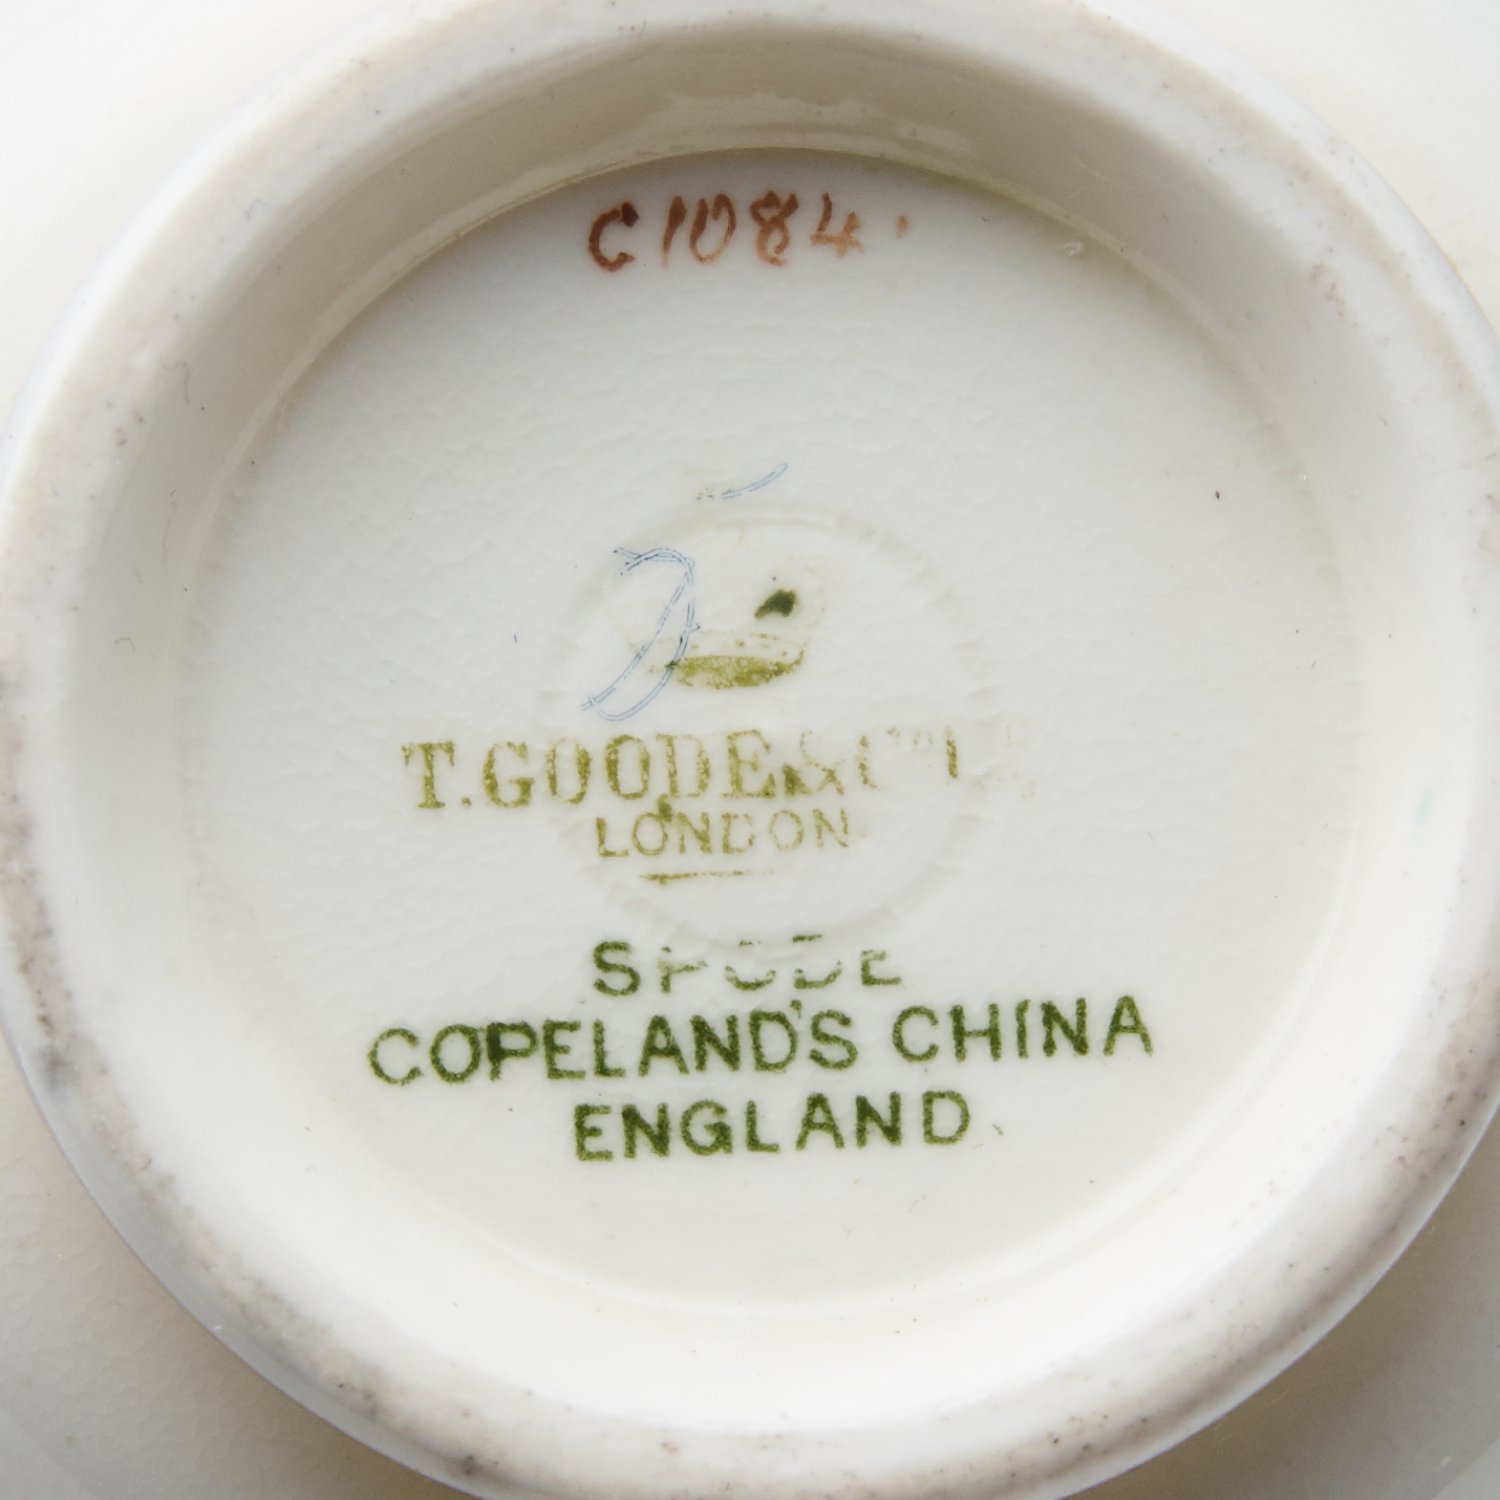 C1084.
T.GOODE & Co
LONDON
SPODE
COPELAND'S CHINA
ENGLAND